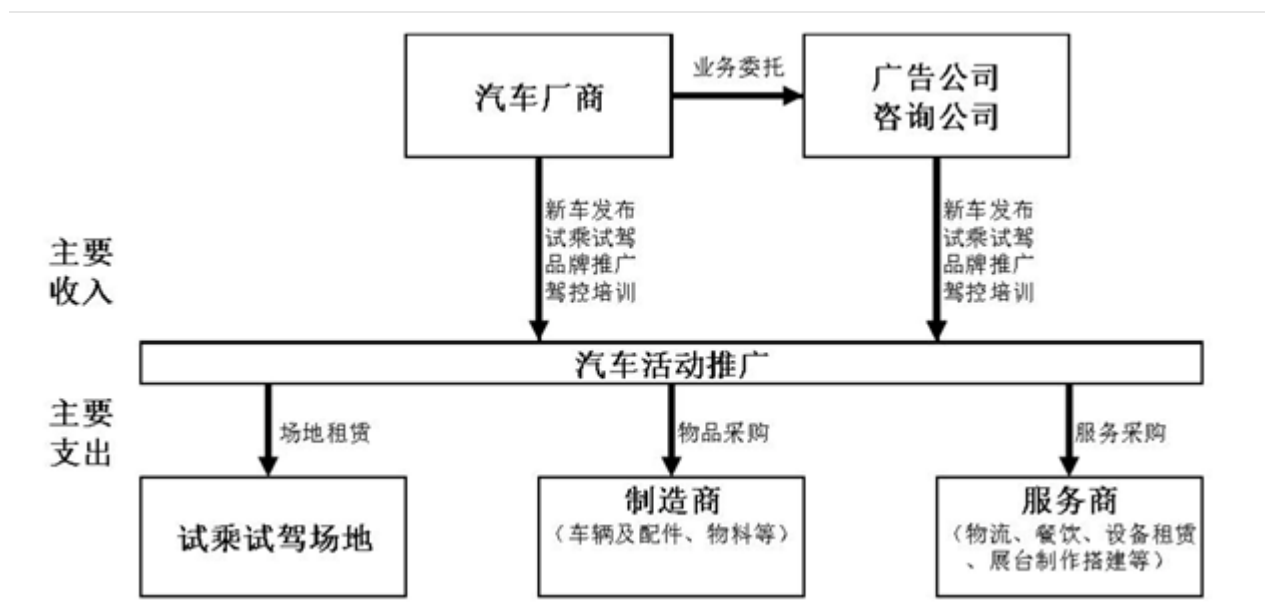 汽车厂商
业务委托
广告公司
咨询公司
新车发布
试乘试驾
品牌推广
驾控培训
新车发布
试乘试驾
品牌推广
驾控培训
主要
收入
汽车活动推广
主要
支出
场地租赁
物品采购
服务采购
试乘试驾场地
制造商
（车辆及配件、物料等）
服务商
（物流、餐饮、设备租赁
、展台制作搭建等）